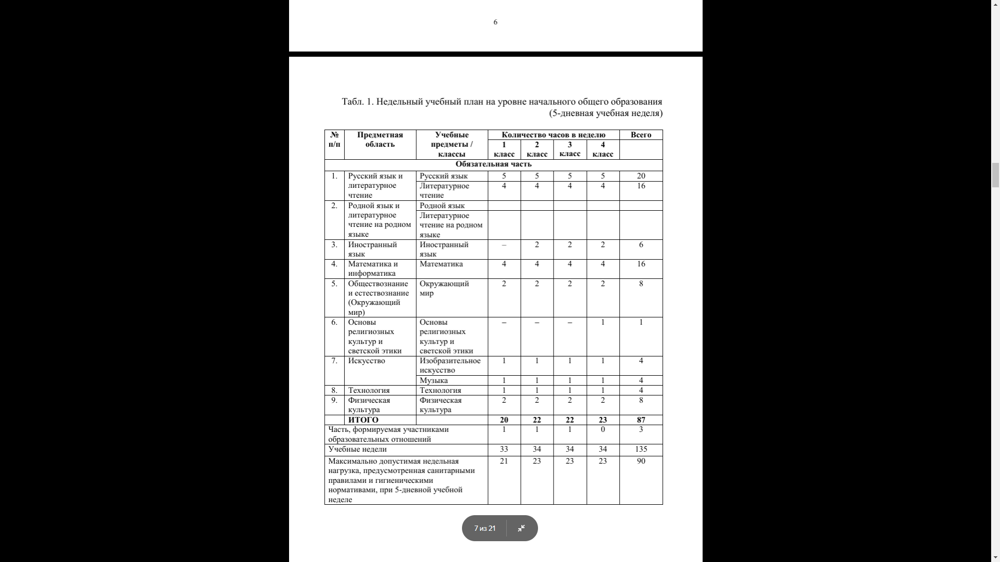 6
Табл. 1. Недельный учебный план на уровне начального общего образования
(5-дневная учебная неделя)
№ п/п Предметная область Учебные предметы / классы Количество часов в неделю Всего
1 класс 2 класс 3 класс 4 класс
Обязательная часть
1. Русский язык и литературное чтение Русский язык 5 5 5 5 20
Литературное чтение 4 4 4 4 16
2. Родной язык и литературное чтение на родном языке Родной язык
Литературное чтение на родном языке
3. Иностранный язык Иностранный язык – 2 2 2 6
4. Математика и информатика Математика 4 4 4 4 16
5. Обществознание и естествознание (Окружающий мир) Окружающий мир 2 2 2 2 8
6. Основы религиозных культур и светской этики Основы религиозных культур и светской этики – – – 1 1
7. Искусство Изобразительное искусство 1 1 1 1 4
Музыка 1 1 1 1 4
8. Технология Технология 1 1 1 1 4
9. Физическая культура Физическая культура 2 2 2 2 8
ИТОГО 20 22 22 23 87
Часть, формируемая участниками образовательных отношений 1 1 1 0 3
Учебные недели 33 34 34 34 135
Максимально допустимая недельная нагрузка, предусмотренная санитарными правилами и гигиеническими нормативами, при 5-дневной учебной неделе 21 23 23 23 90
7 из 21